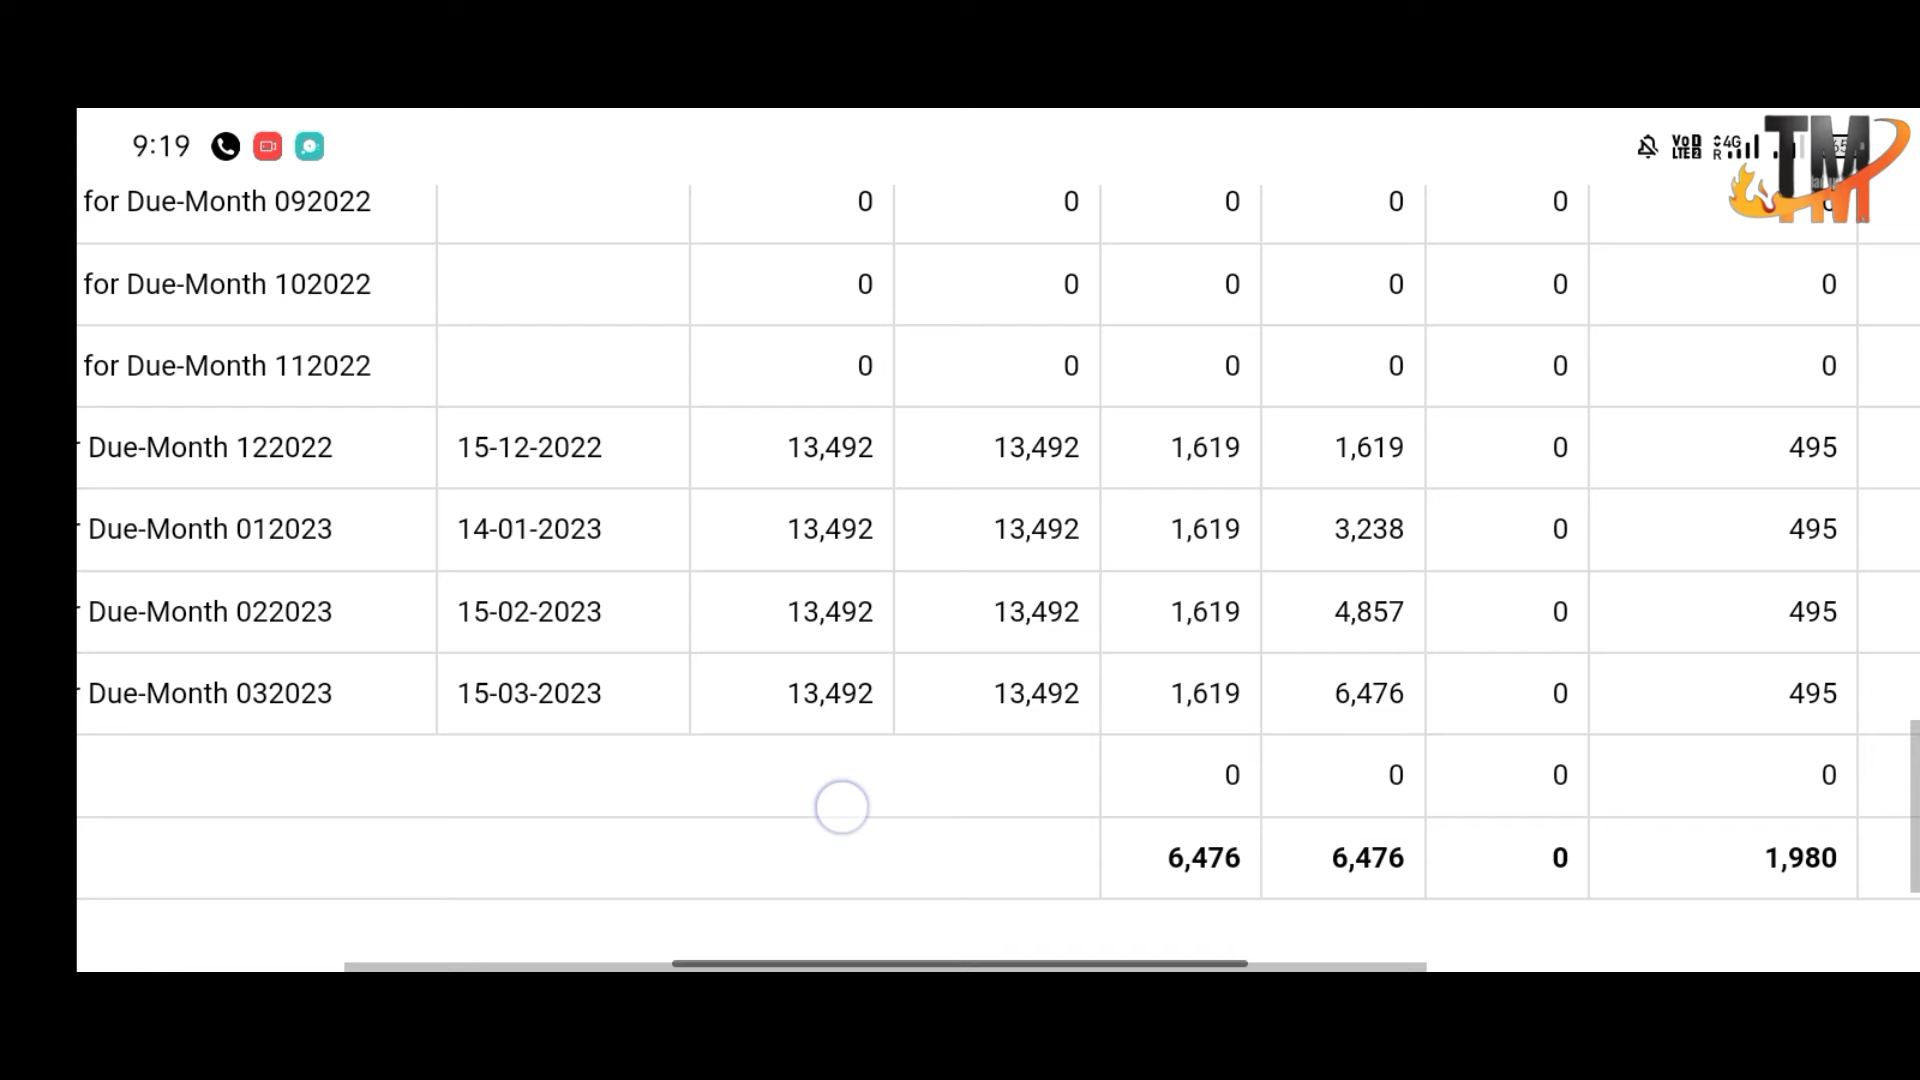 9:19 VoD LTE2 4G R
TM
for Due-Month 092022 0 0 0 0 0
for Due-Month 102022 0 0 0 0 0 0
for Due-Month 112022 0 0 0 0 0 0
Due-Month 122022 15-12-2022 13,492 13,492 1,619 1,619 0 495
Due-Month 012023 14-01-2023 13,492 13,492 1,619 3,238 0 495
Due-Month 022023 15-02-2023 13,492 13,492 1,619 4,857 0 495
Due-Month 032023 15-03-2023 13,492 13,492 1,619 6,476 0 495
0 0 0 0
6,476 6,476 0 1,980